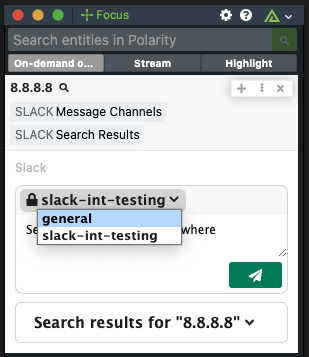 Focus
Search entities in Polarity
On-demand o...
Stream
Highlight
8.8.8.8
SLACK Message Channels
SLACK Search Results
Slack
slack-int-testing
general
slack-int-testing
Se
where
Search results for "8.8.8.8"